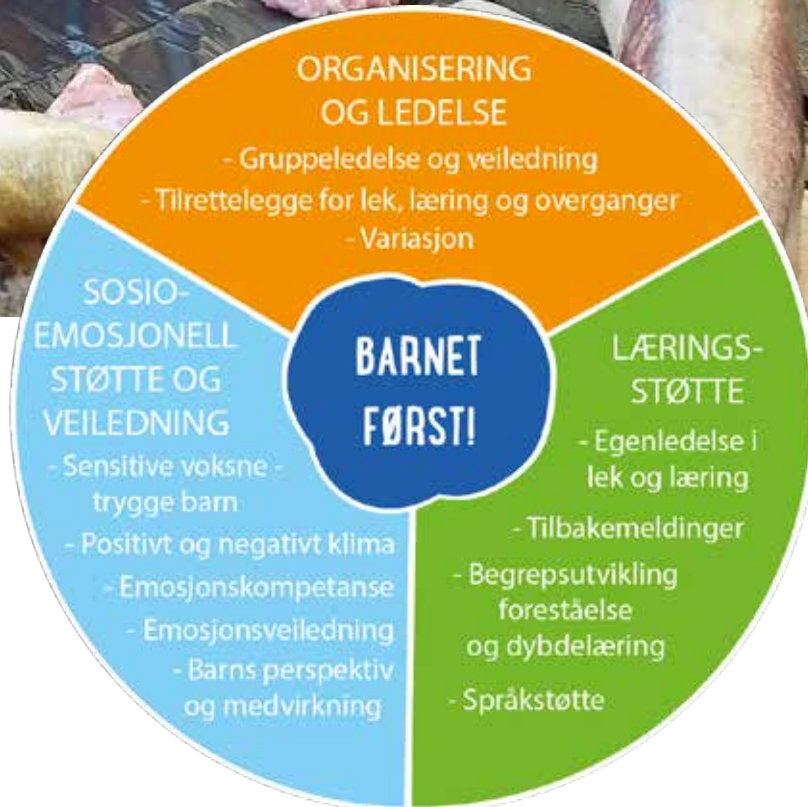 ORGANISERING
OG LEDELSE
- Gruppeledelse og veiledning
- Tilrettelegge for lek, læring og overganger
- Variasjon
SOSIO-
EMOSJONELL
STØTTE OG
VEILEDNING
- Sensitive voksne -
trygge barn
- Positivt og negativt klima
- Emosjonskompetanse
- Emosjonsveiledning
- Barns perspektiv
og medvirkning
BARNET
FØRST!
LÆRINGS-
STØTTE
- Egenledelse i
lek og læring
- Tilbakemeldinger
- Begrepsutvikling
foreståelse
og dybdelæring
- Språkstøtte